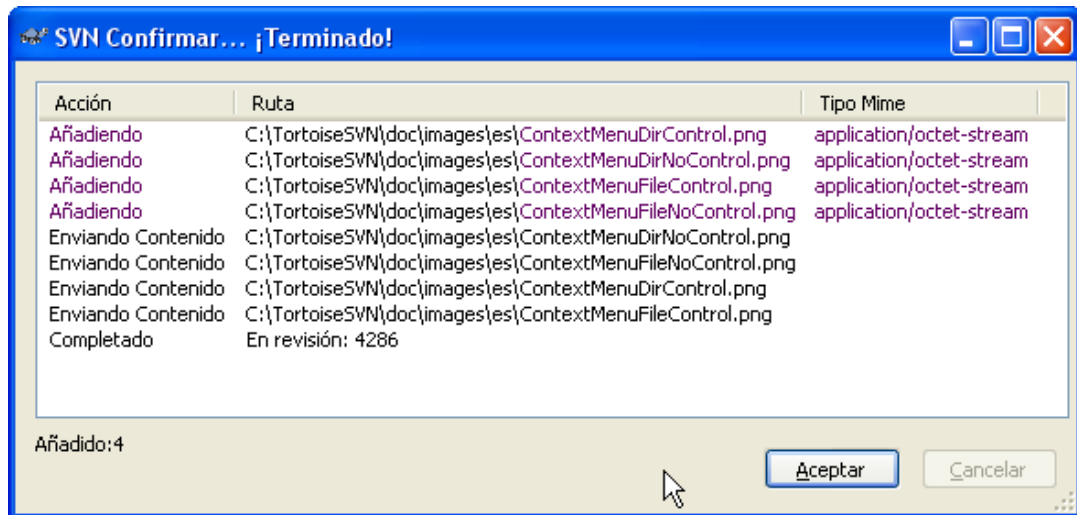 SVN Confirmar... ¡Terminado!
Acción Ruta Tipo Mime
Añadiendo C:\TortoiseSVN\doc\images\es\ContextMenuDirControl.png application/octet-stream
Añadiendo C:\TortoiseSVN\doc\images\es\ContextMenuDirNoControl.png application/octet-stream
Añadiendo C:\TortoiseSVN\doc\images\es\ContextMenuFileControl.png application/octet-stream
Añadiendo C:\TortoiseSVN\doc\images\es\ContextMenuFileNoControl.png application/octet-stream
Enviando Contenido C:\TortoiseSVN\doc\images\es\ContextMenuDirNoControl.png
Enviando Contenido C:\TortoiseSVN\doc\images\es\ContextMenuFileNoControl.png
Enviando Contenido C:\TortoiseSVN\doc\images\es\ContextMenuDirControl.png
Enviando Contenido C:\TortoiseSVN\doc\images\es\ContextMenuFileControl.png
Completado En revisión: 4286
Añadido:4
Aceptar Cancelar